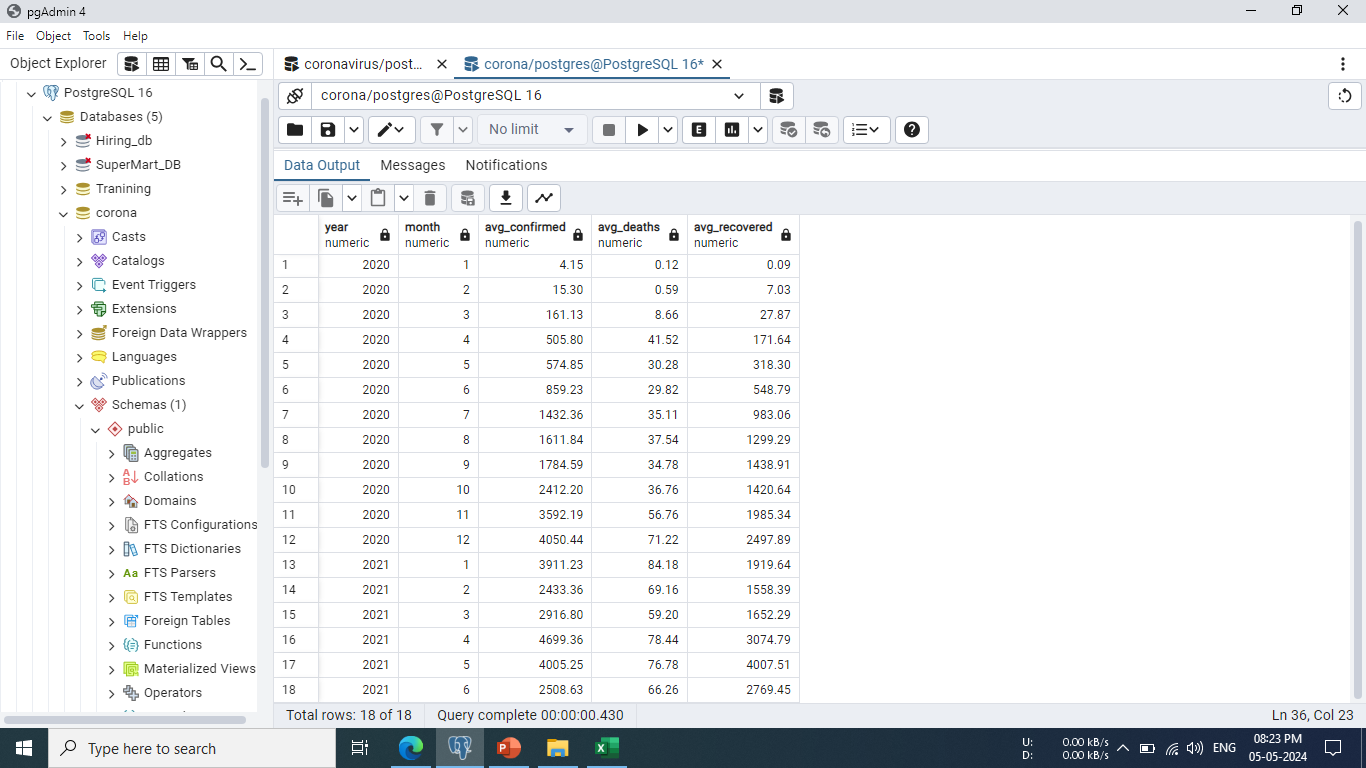 pgAdmin 4
File Object Tools Help
Object Explorer
coronavirus/post...
corona/postgres@PostgreSQL 16*
PostgreSQL 16
Databases (5)
Hiring_db
SuperMart_DB
Tranining
corona
Casts
Catalogs
Event Triggers
Extensions
Foreign Data Wrappers
Languages
Publications
Schemas (1)
public
Aggregates
Collations
Domains
FTS Configurations
FTS Dictionaries
Aa FTS Parsers
FTS Templates
Foreign Tables
Functions
Materialized Views
Operators
corona/postgres@PostgreSQL 16
No limit
E
Data Output Messages Notifications
year month avg_confirmed avg_deaths avg_recovered
numeric numeric numeric numeric numeric
1 2020 1 4.15 0.12 0.09
2 2020 2 15.30 0.59 7.03
3 2020 3 161.13 8.66 27.87
4 2020 4 505.80 41.52 171.64
5 2020 5 574.85 30.28 318.30
6 2020 6 859.23 29.82 548.79
7 2020 7 1432.36 35.11 983.06
8 2020 8 1611.84 37.54 1299.29
9 2020 9 1784.59 34.78 1438.91
10 2020 10 2412.20 36.76 1420.64
11 2020 11 3592.19 56.76 1985.34
12 2020 12 4050.44 71.22 2497.89
13 2021 1 3911.23 84.18 1919.64
14 2021 2 2433.36 69.16 1558.39
15 2021 3 2916.80 59.20 1652.29
16 2021 4 4699.36 78.44 3074.79
17 2021 5 4005.25 76.78 4007.51
18 2021 6 2508.63 66.26 2769.45
Total rows: 18 of 18 Query complete 00:00:00.430 Ln 36, Col 23
Type here to search
U: 0.00 kB/s
D: 0.00 kB/s
ENG
08:23 PM
05-05-2024